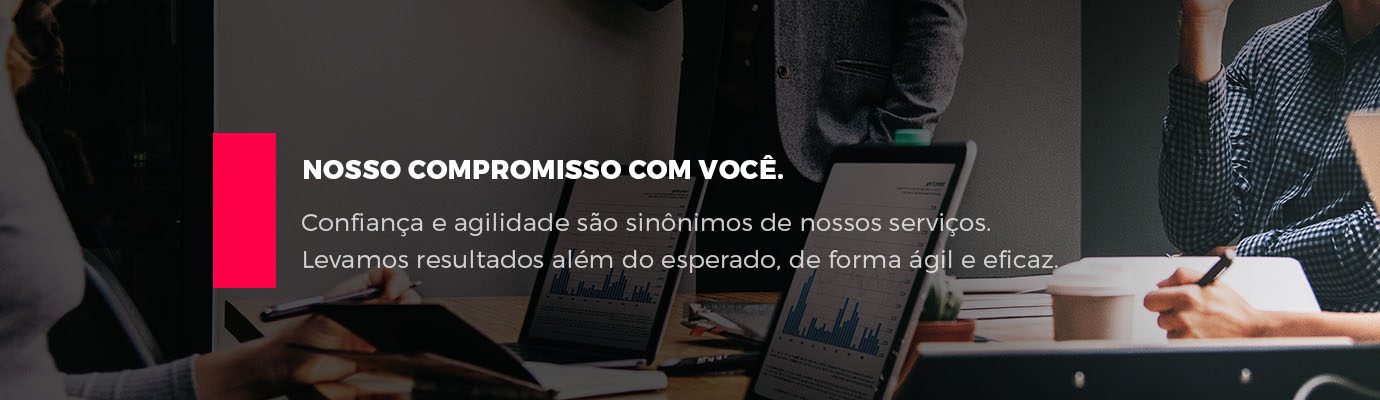 NOSSO COMPROMISSO COM VOCÊ.
Confiança e agilidade são sinônimos de nossos serviços.
Levamos resultados além do esperado, de forma ágil e eficaz.